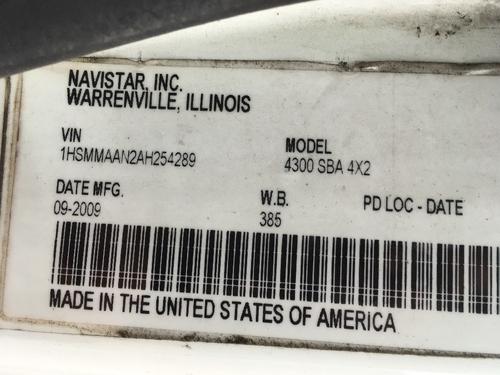 NAVISTAR, INC.
WARRENVILLE, ILLINOIS
VIN
1HSMMAAN2AH254289
MODEL
4300 SBA 4X2
DATE MFG.
09-2009
W.B.
385
PD LOC - DATE
MADE IN THE UNITED STATES OF AMERICA